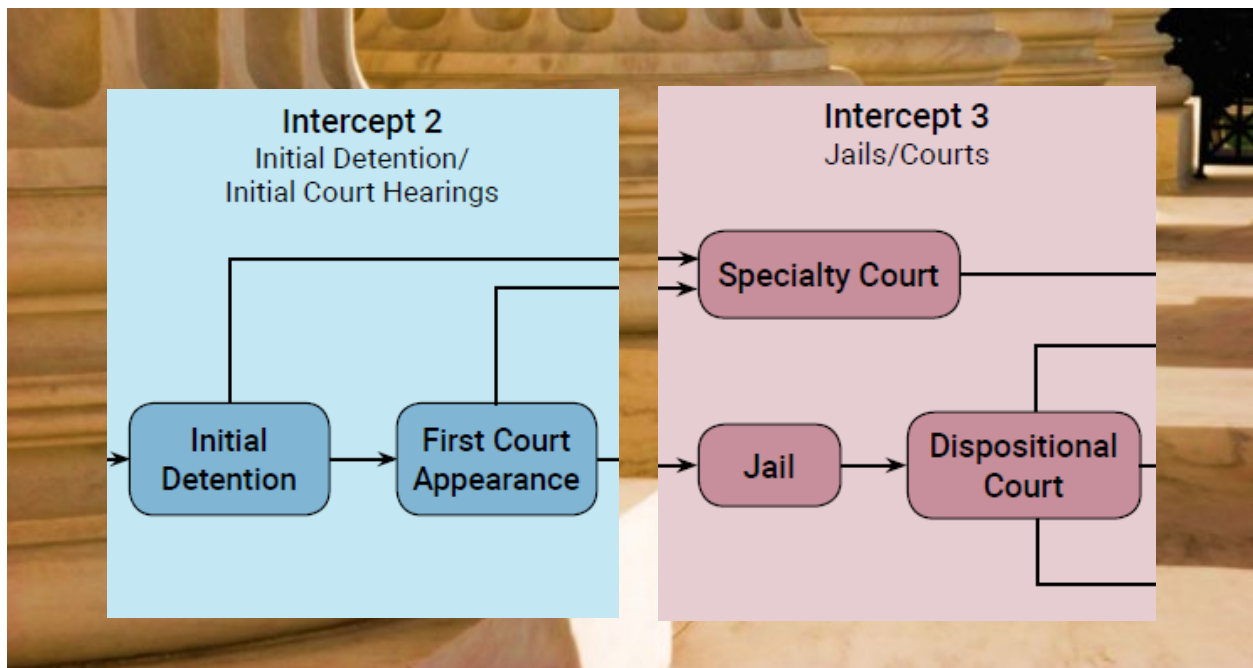 Intercept 2
Initial Detention/
Initial Court Hearings
Initial
Detention
First Court
Appearance
Intercept 3
Jails/Courts
Specialty Court
Jail
Dispositional
Court